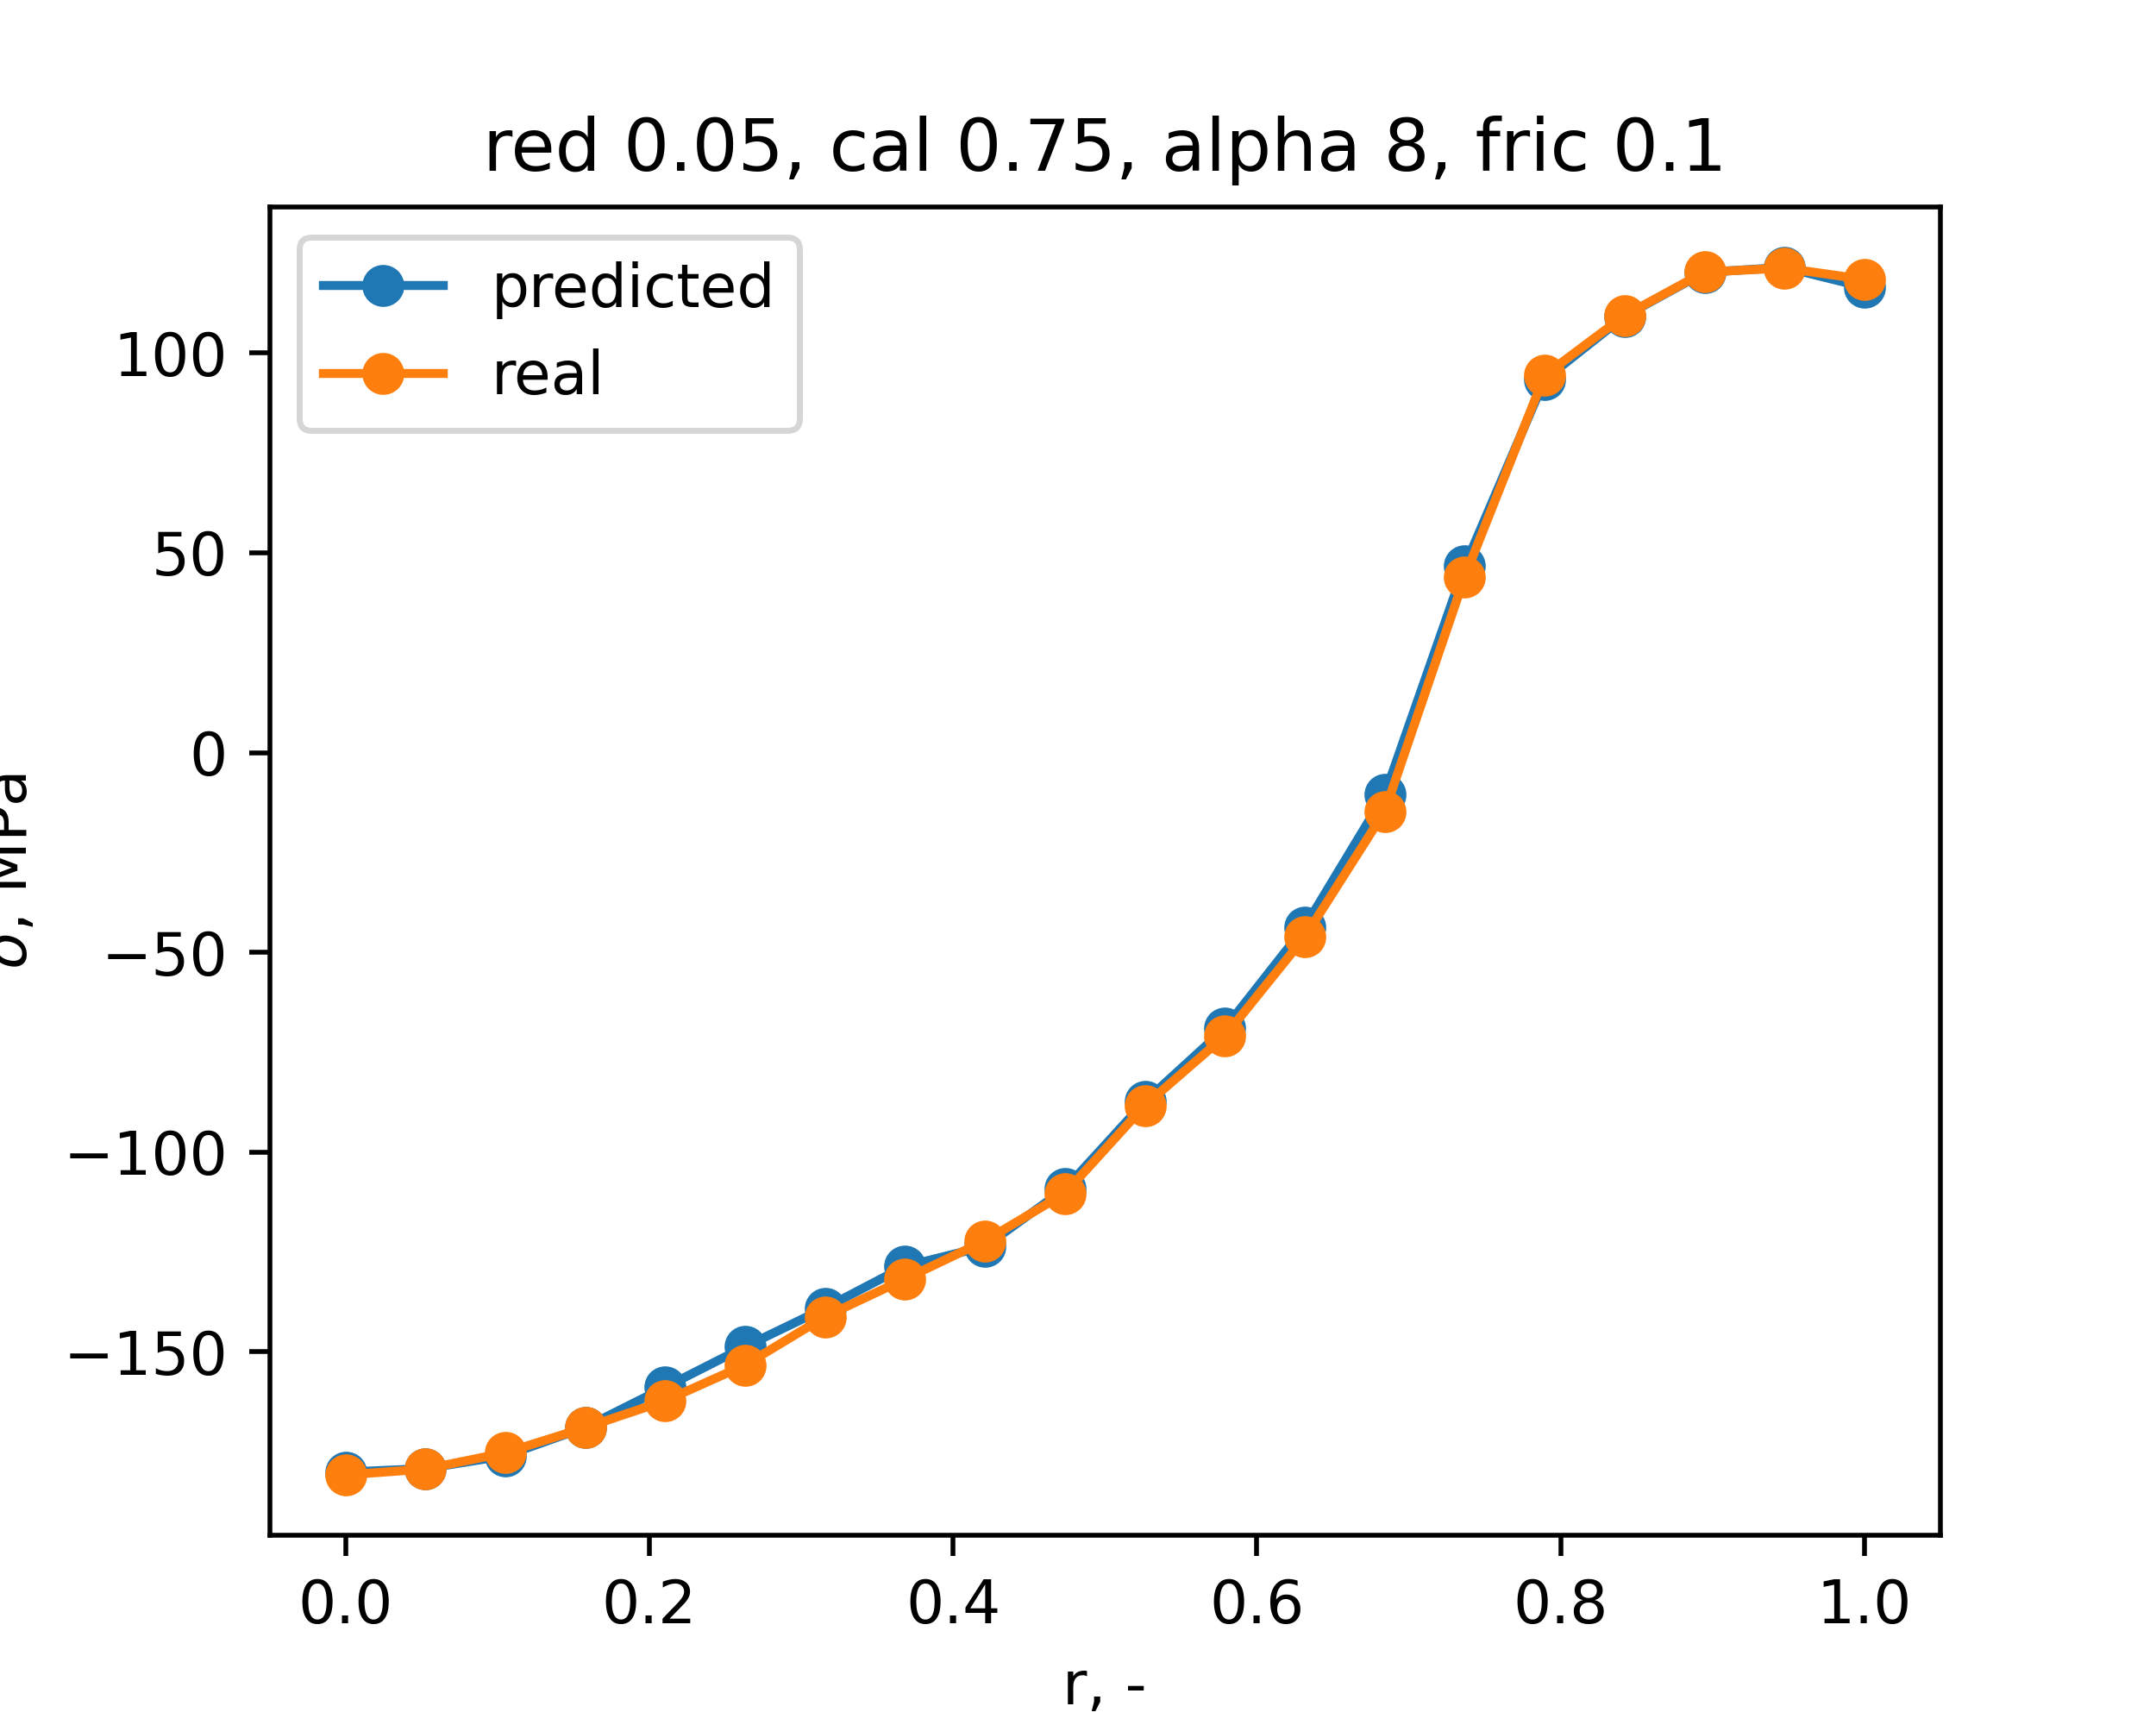 red 0.05, cal 0.75, alpha 8, fric 0.1
predicted
real
100
50
0
−50
−100
−150
σ, MPa
0.0 0.2 0.4 0.6 0.8 1.0
r, -